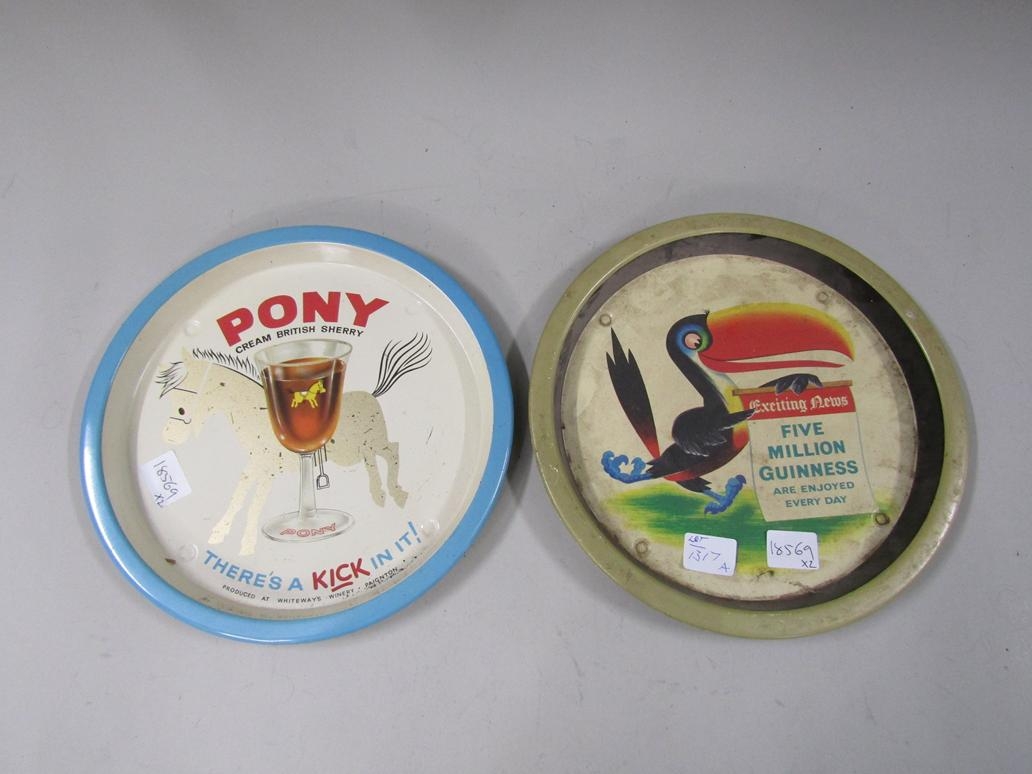 PONY
CREAM BRITISH SHERRY
PONY
18569
X2
THERE'S A KICK IN IT!
PRODUCED AT WHITEWAYS WINERY PAIGNTON
Exciting News
FIVE
MILLION
GUINNESS
ARE ENJOYED
EVERY DAY
LOT
1317
A
18569
X2